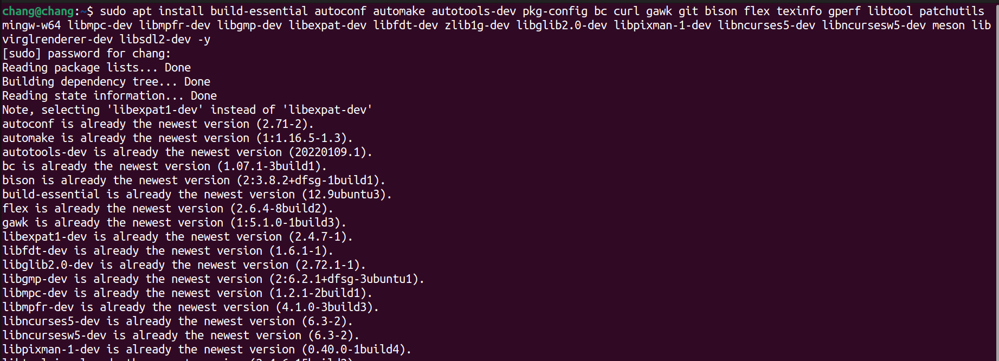 chang@chang:~$ sudo apt install build-essential autoconf automake autotools-dev pkg-config bc curl gawk git bison flex texinfo gperf libtool patchutils
mingw-w64 libmpc-dev libmpfr-dev libgmp-dev libexpat-dev libfdt-dev zlib1g-dev libglib2.0-dev libpixman-1-dev libncurses5-dev libncursesw5-dev meson lib
virglrenderer-dev libsdl2-dev -y
[sudo] password for chang:
Reading package lists... Done
Building dependency tree... Done
Reading state information... Done
Note, selecting 'libexpat1-dev' instead of 'libexpat-dev'
autoconf is already the newest version (2.71-2).
automake is already the newest version (1:1.16.5-1.3).
autotools-dev is already the newest version (20220109.1).
bc is already the newest version (1.07.1-3build1).
bison is already the newest version (2:3.8.2+dfsg-1build1).
build-essential is already the newest version (12.9ubuntu3).
flex is already the newest version (2.6.4-8build2).
gawk is already the newest version (1:5.1.0-1build3).
libexpat1-dev is already the newest version (2.4.7-1).
libfdt-dev is already the newest version (1.6.1-1).
libglib2.0-dev is already the newest version (2.72.1-1).
libgmp-dev is already the newest version (2:6.2.1+dfsg-3ubuntu1).
libmpc-dev is already the newest version (1.2.1-2build1).
libmpfr-dev is already the newest version (4.1.0-3build3).
libncurses5-dev is already the newest version (6.3-2).
libncursesw5-dev is already the newest version (6.3-2).
libpixman-1-dev is already the newest version (0.40.0-1build4).